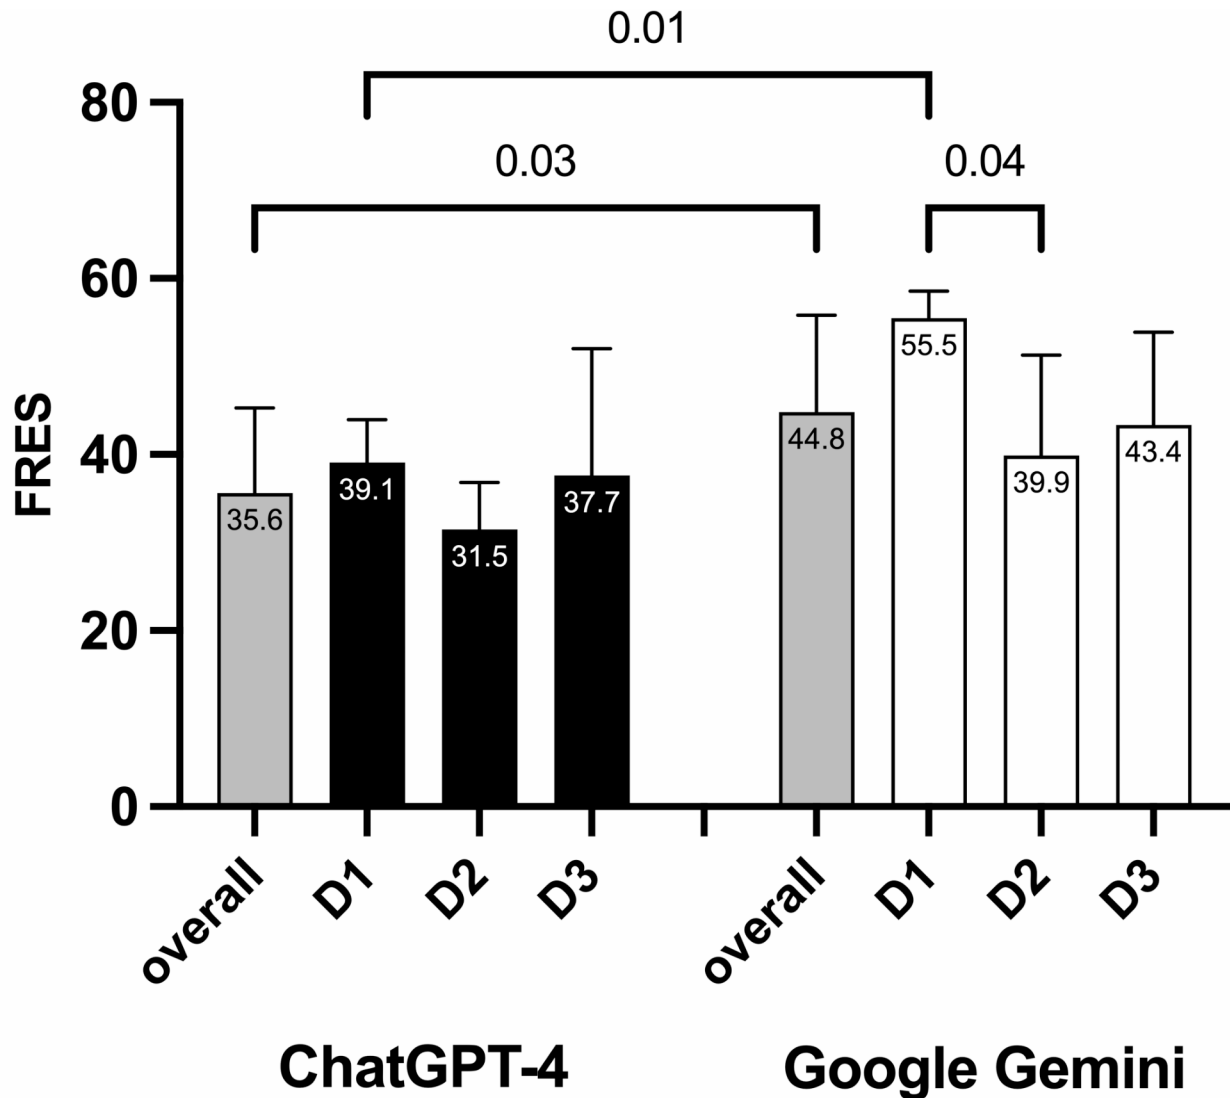 0.01
80
0.03
0.04
60
55.5
44.8
43.4
40
39.9
39.1
37.7
35.6
31.5
20
0
FRES
overall
D1
D2
D3
overall
D1
D2
D3
ChatGPT-4
Google Gemini